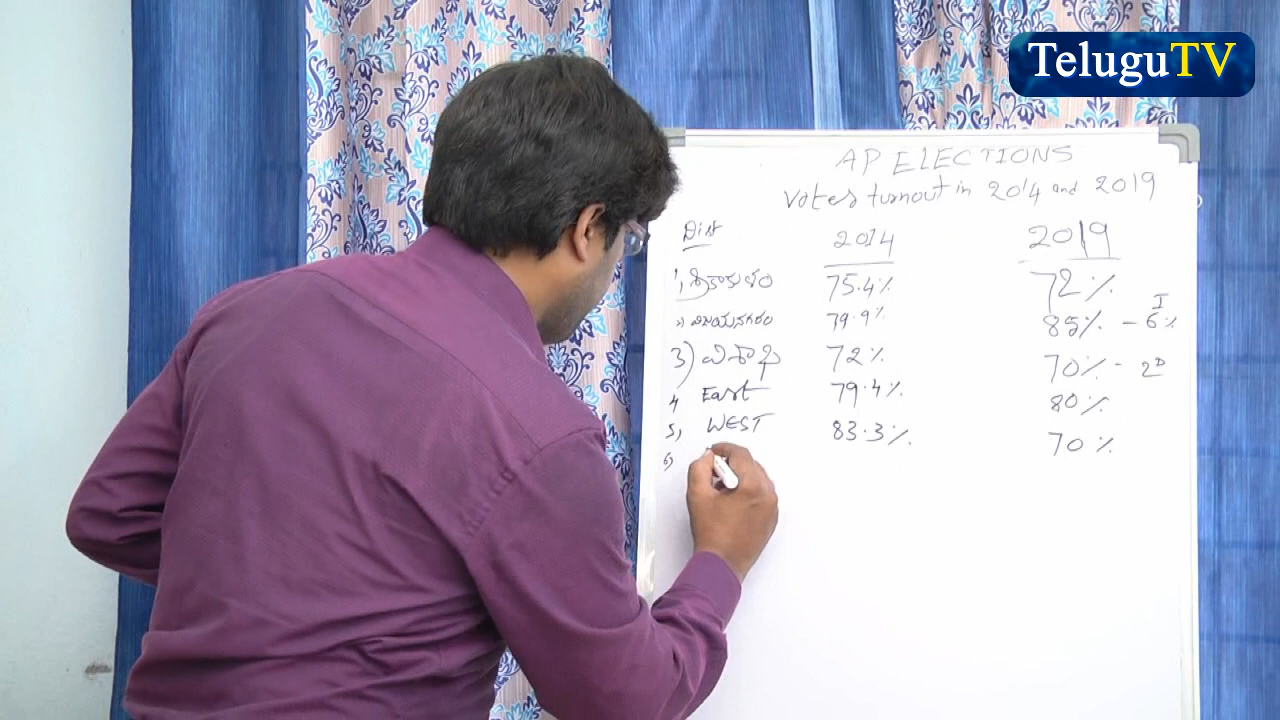 TeluguTV
AP ELECTIONS
Votes turnout in 2014 and 2019
Dist 2014 2019
1, శ్రీకాకుళం 75.4% 72%
2) విజయనగరం 79.9% 85% - 6% I
3) విశాఖ 72% 70% - 2 D
4 East 79.4% 80%
5, WEST 83.3% 70%
6)